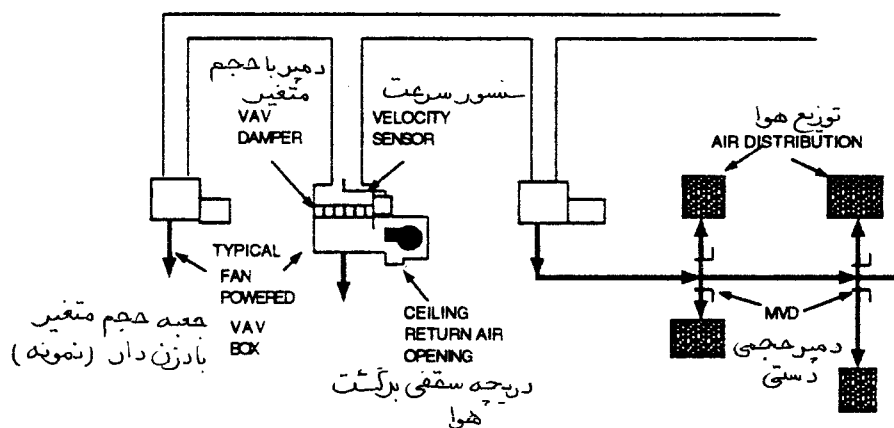 دمپر با حجم
متغیر
VAV
DAMPER
سنسور سرعت
VELOCITY
SENSOR
توزیع هوا
AIR DISTRIBUTION
TYPICAL
FAN
POWERED
VAV
BOX
جعبه حجم متغیر
بادزن دار (نمونه)
CEILING
RETURN AIR
OPENING
دریچه سقفی برگشت
هوا
MVD
دمپر حجمی
دستی